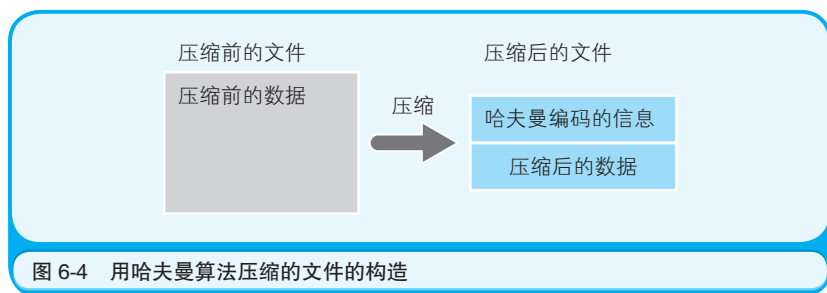 压缩前的文件
压缩后的文件
压缩前的数据
压缩
哈夫曼编码的信息
压缩后的数据
图 6-4 用哈夫曼算法压缩的文件的构造